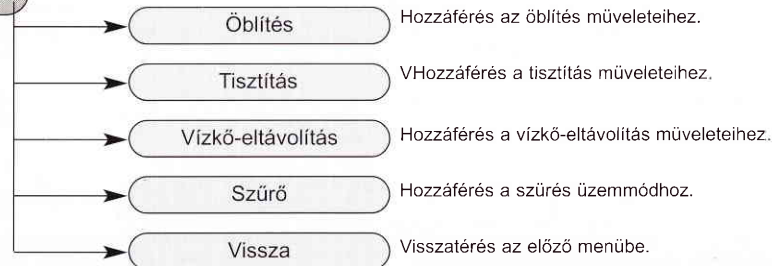 Öblítés Hozzáférés az öblítés müveleteihez.
Tisztítás VHozzáférés a tisztítás müveleteihez.
Vízkő-eltávolítás Hozzáférés a vízkő-eltávolítás müveleteihez.
Szűrő Hozzáférés a szürés üzemmódhoz.
Vissza Visszatérés az előző menübe.